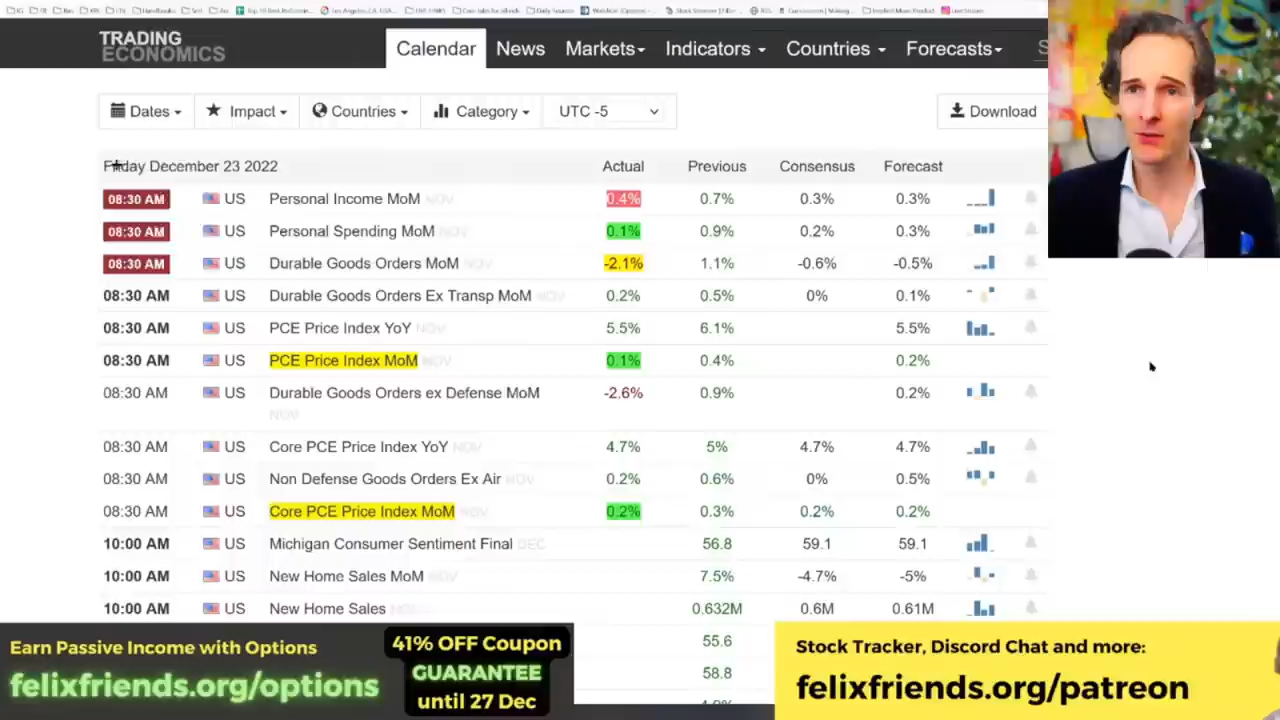 TRADING
ECONOMICS
Calendar News Markets Indicators Countries Forecasts
Dates Impact Countries Category UTC -5 Download
Friday December 23 2022 Actual Previous Consensus Forecast
08:30 AM US Personal Income MoM NOV 0.4% 0.7% 0.3% 0.3%
08:30 AM US Personal Spending MoM NOV 0.1% 0.9% 0.2% 0.3%
08:30 AM US Durable Goods Orders MoM NOV -2.1% 1.1% -0.6% -0.5%
08:30 AM US Durable Goods Orders Ex Transp MoM NOV 0.2% 0.5% 0% 0.1%
08:30 AM US PCE Price Index YoY NOV 5.5% 6.1% 5.5%
08:30 AM US PCE Price Index MoM NOV 0.1% 0.4% 0.2%
08:30 AM US Durable Goods Orders ex Defense MoM -2.6% 0.9% 0.2%
NOV
08:30 AM US Core PCE Price Index YoY NOV 4.7% 5% 4.7% 4.7%
08:30 AM US Non Defense Goods Orders Ex Air NOV 0.2% 0.6% 0% 0.5%
08:30 AM US Core PCE Price Index MoM NOV 0.2% 0.3% 0.2% 0.2%
10:00 AM US Michigan Consumer Sentiment Final DEC 56.8 59.1 59.1
10:00 AM US New Home Sales MoM NOV 7.5% -4.7% -5%
10:00 AM US New Home Sales NOV 0.632M 0.6M 0.61M
55.6
58.8
Earn Passive Income with Options
felixfriends.org/options
41% OFF Coupon
GUARANTEE
until 27 Dec
Stock Tracker, Discord Chat and more:
felixfriends.org/patreon